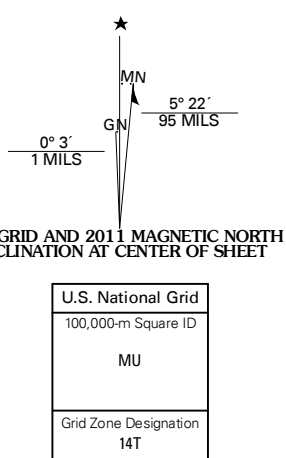 ★
MN
GN
5° 22´
95 MILS
0° 3´
1 MILS
GRID AND 2011 MAGNETIC NORTH
CLINATION AT CENTER OF SHEET
U.S. National Grid
100,000-m Square ID
MU
Grid Zone Designation
14T